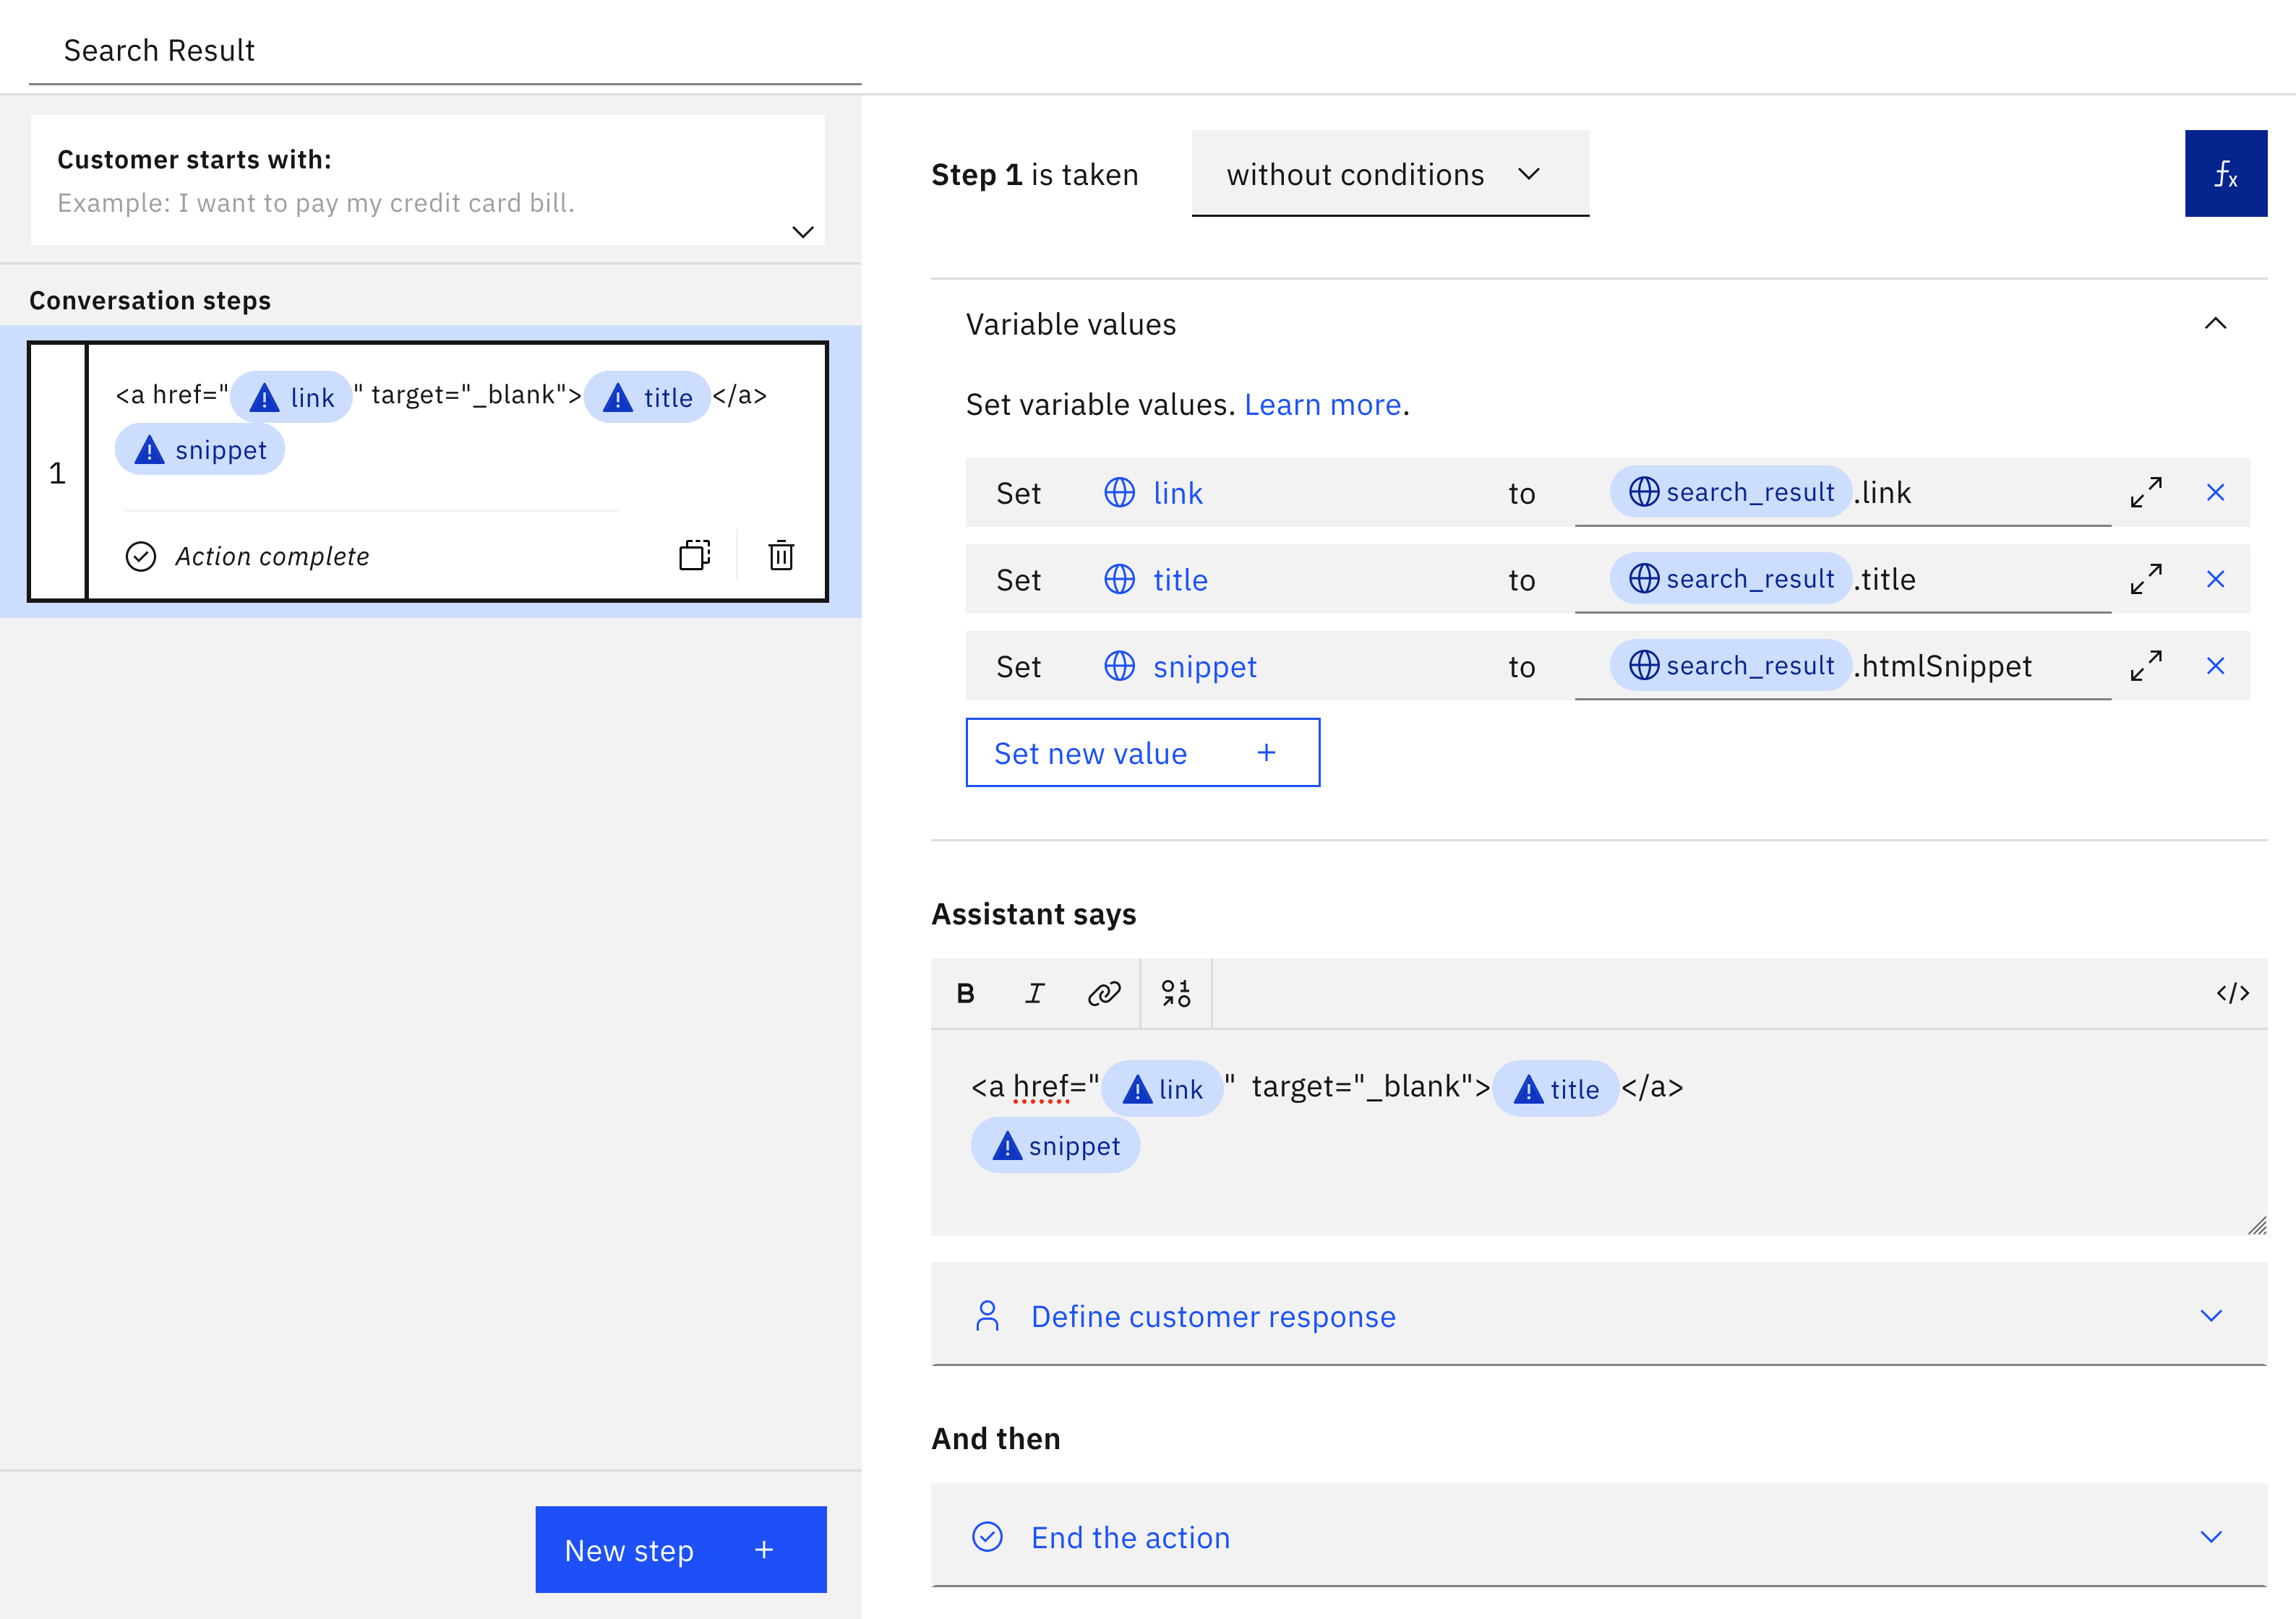 Search Result
Customer starts with:
Example: I want to pay my credit card bill.
Conversation steps
1
<a href="link" target="_blank">title</a>
snippet
Action complete
New step +
Step 1 is taken without conditions
fx
Variable values
Set variable values. Learn more.
Set link to search_result.link
Set title to search_result.title
Set snippet to search_result.htmlSnippet
Set new value +
Assistant says
B I </>
<a href="link" target="_blank">title</a>
snippet
Define customer response
And then
End the action